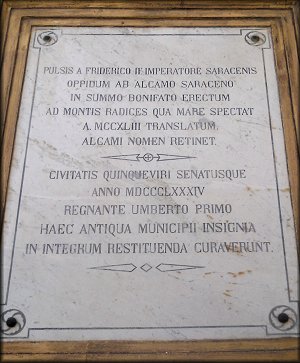 PULSIS A FRIDERICO II° IMPERATORE SARACENIS
OPPIDUM AB ALCAMO SARACENO
IN SUMMO BONIFATO ERECTUM
AD MONTIS RADICES QUA MARE SPECTAT
A. MCCXLIII TRANSLATUM,
ALCAMI NOMEN RETINET.
CIVITATIS QUINQUEVIRI SENATUSQUE
ANNO MDCCCLXXXIV
REGNANTE UMBERTO PRIMO
HAEC ANTIQUA MUNICIPII INSIGNIA
IN INTEGRUM RESTITUENDA CURAVERUNT.